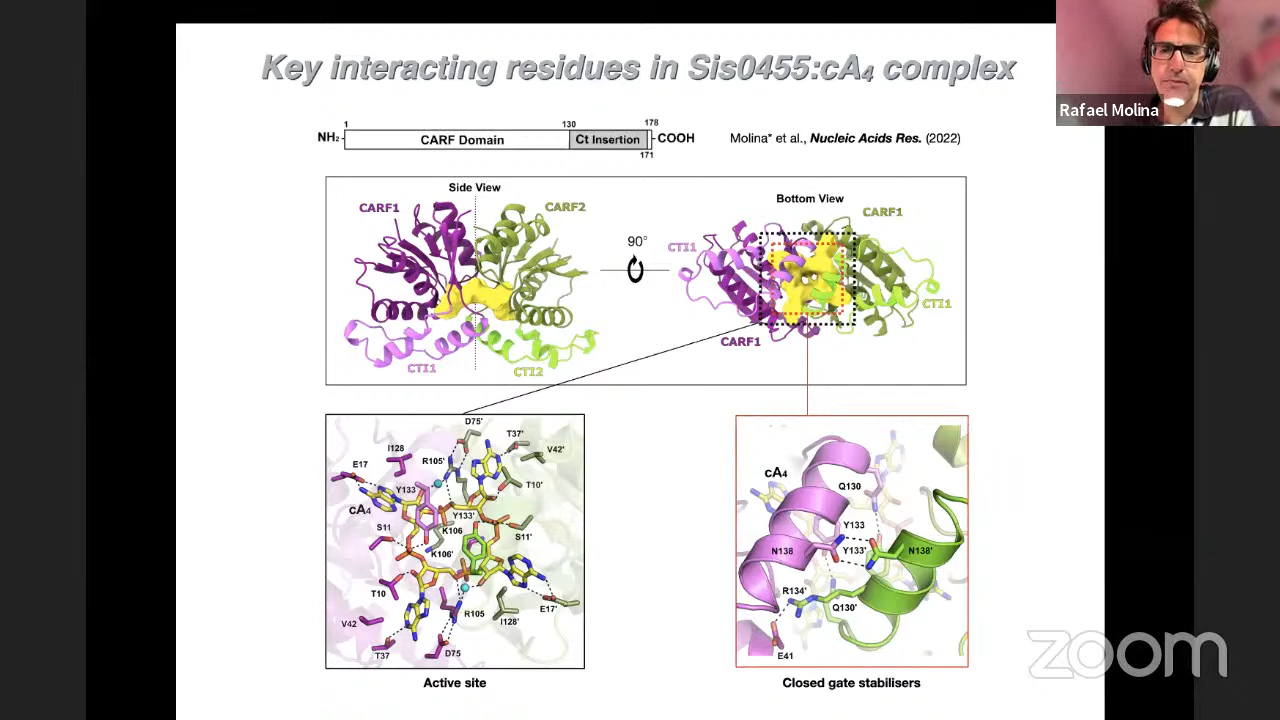 Key interacting residues in Sis0455:cA₄ complex
Rafael Molina
1 130 178
NH₂ CARF Domain Ct Insertion COOH
171
Molina* et al., Nucleic Acids Res. (2022)
Side View
CARF1 CARF2
CTI1 CTI2
90°
Bottom View
CARF1
CTI1
CTI1
CARF1
D75'
T37'
I128
V42'
R105'
E17
Y133
T10'
cA₄
Y133'
S11
K106
S11'
K106'
T10
E17'
R105
I128'
V42
T37
D75
Active site
cA₄
Q130
Y133
N138
Y133'
N138'
R134'
Q130'
E41
Closed gate stabilisers
zoom